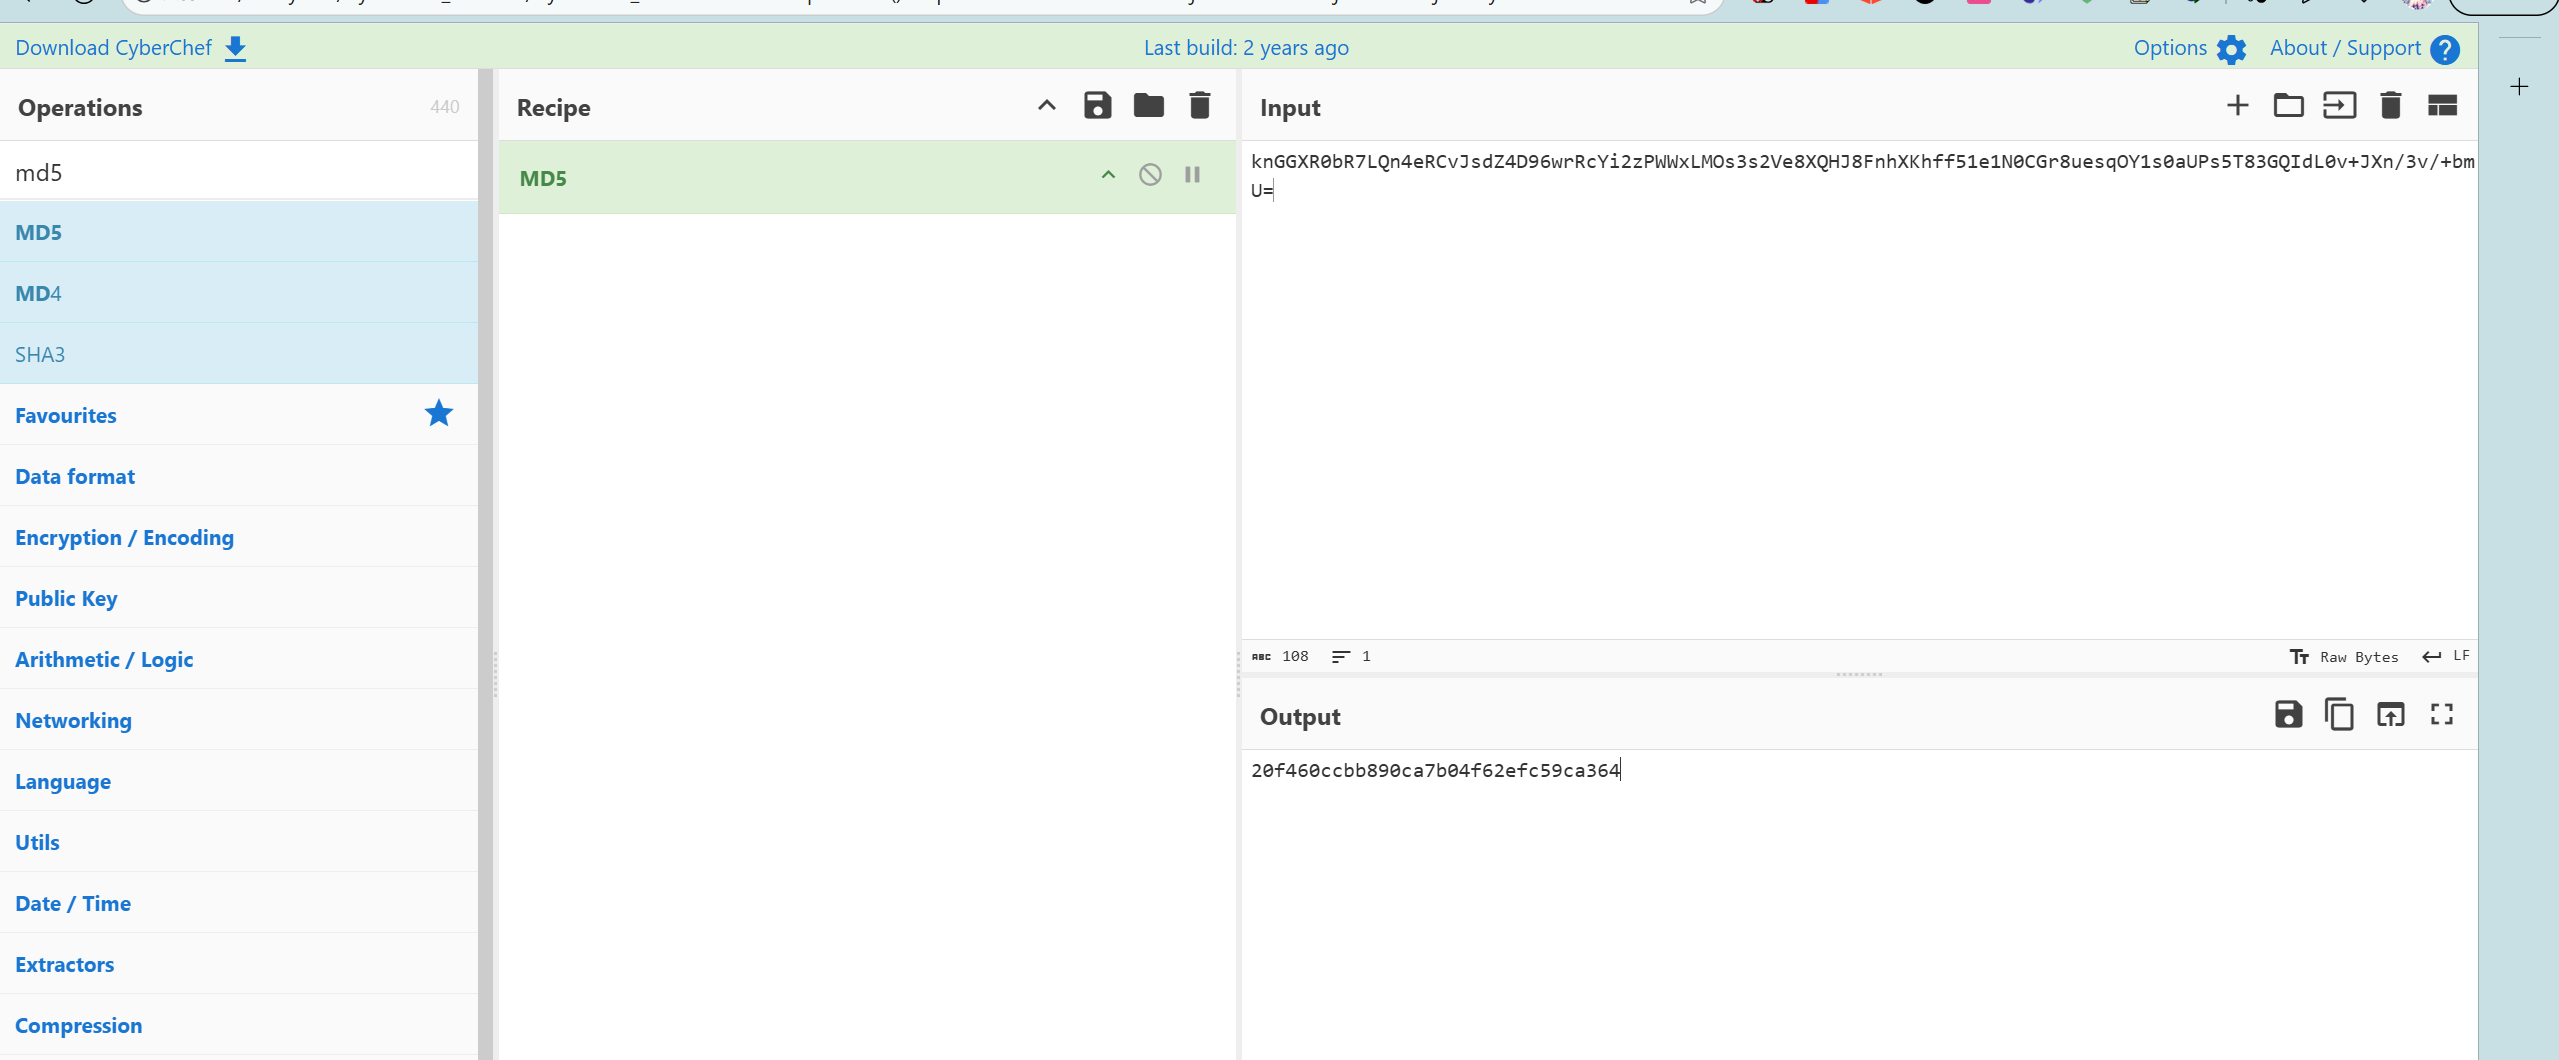 Download CyberChef
Last build: 2 years ago
Options
About / Support
Operations
440
Recipe
Input
md5
MD5
knGGXR0bR7LQn4eRCvJsdZ4D96wrRcYi2zPWWxLMOs3s2Ve8XQHJ8FnhXKhff51e1N0CGr8uesqOY1s0aUPs5T83GQIdL0v+JXn/3v/+bm
U=
MD5
MD4
SHA3
Favourites
Data format
Encryption / Encoding
Public Key
Arithmetic / Logic
Networking
Language
Utils
Date / Time
Extractors
Compression
ABC 108
1
Raw Bytes
LF
Output
20f460ccbb890ca7b04f62efc59ca364